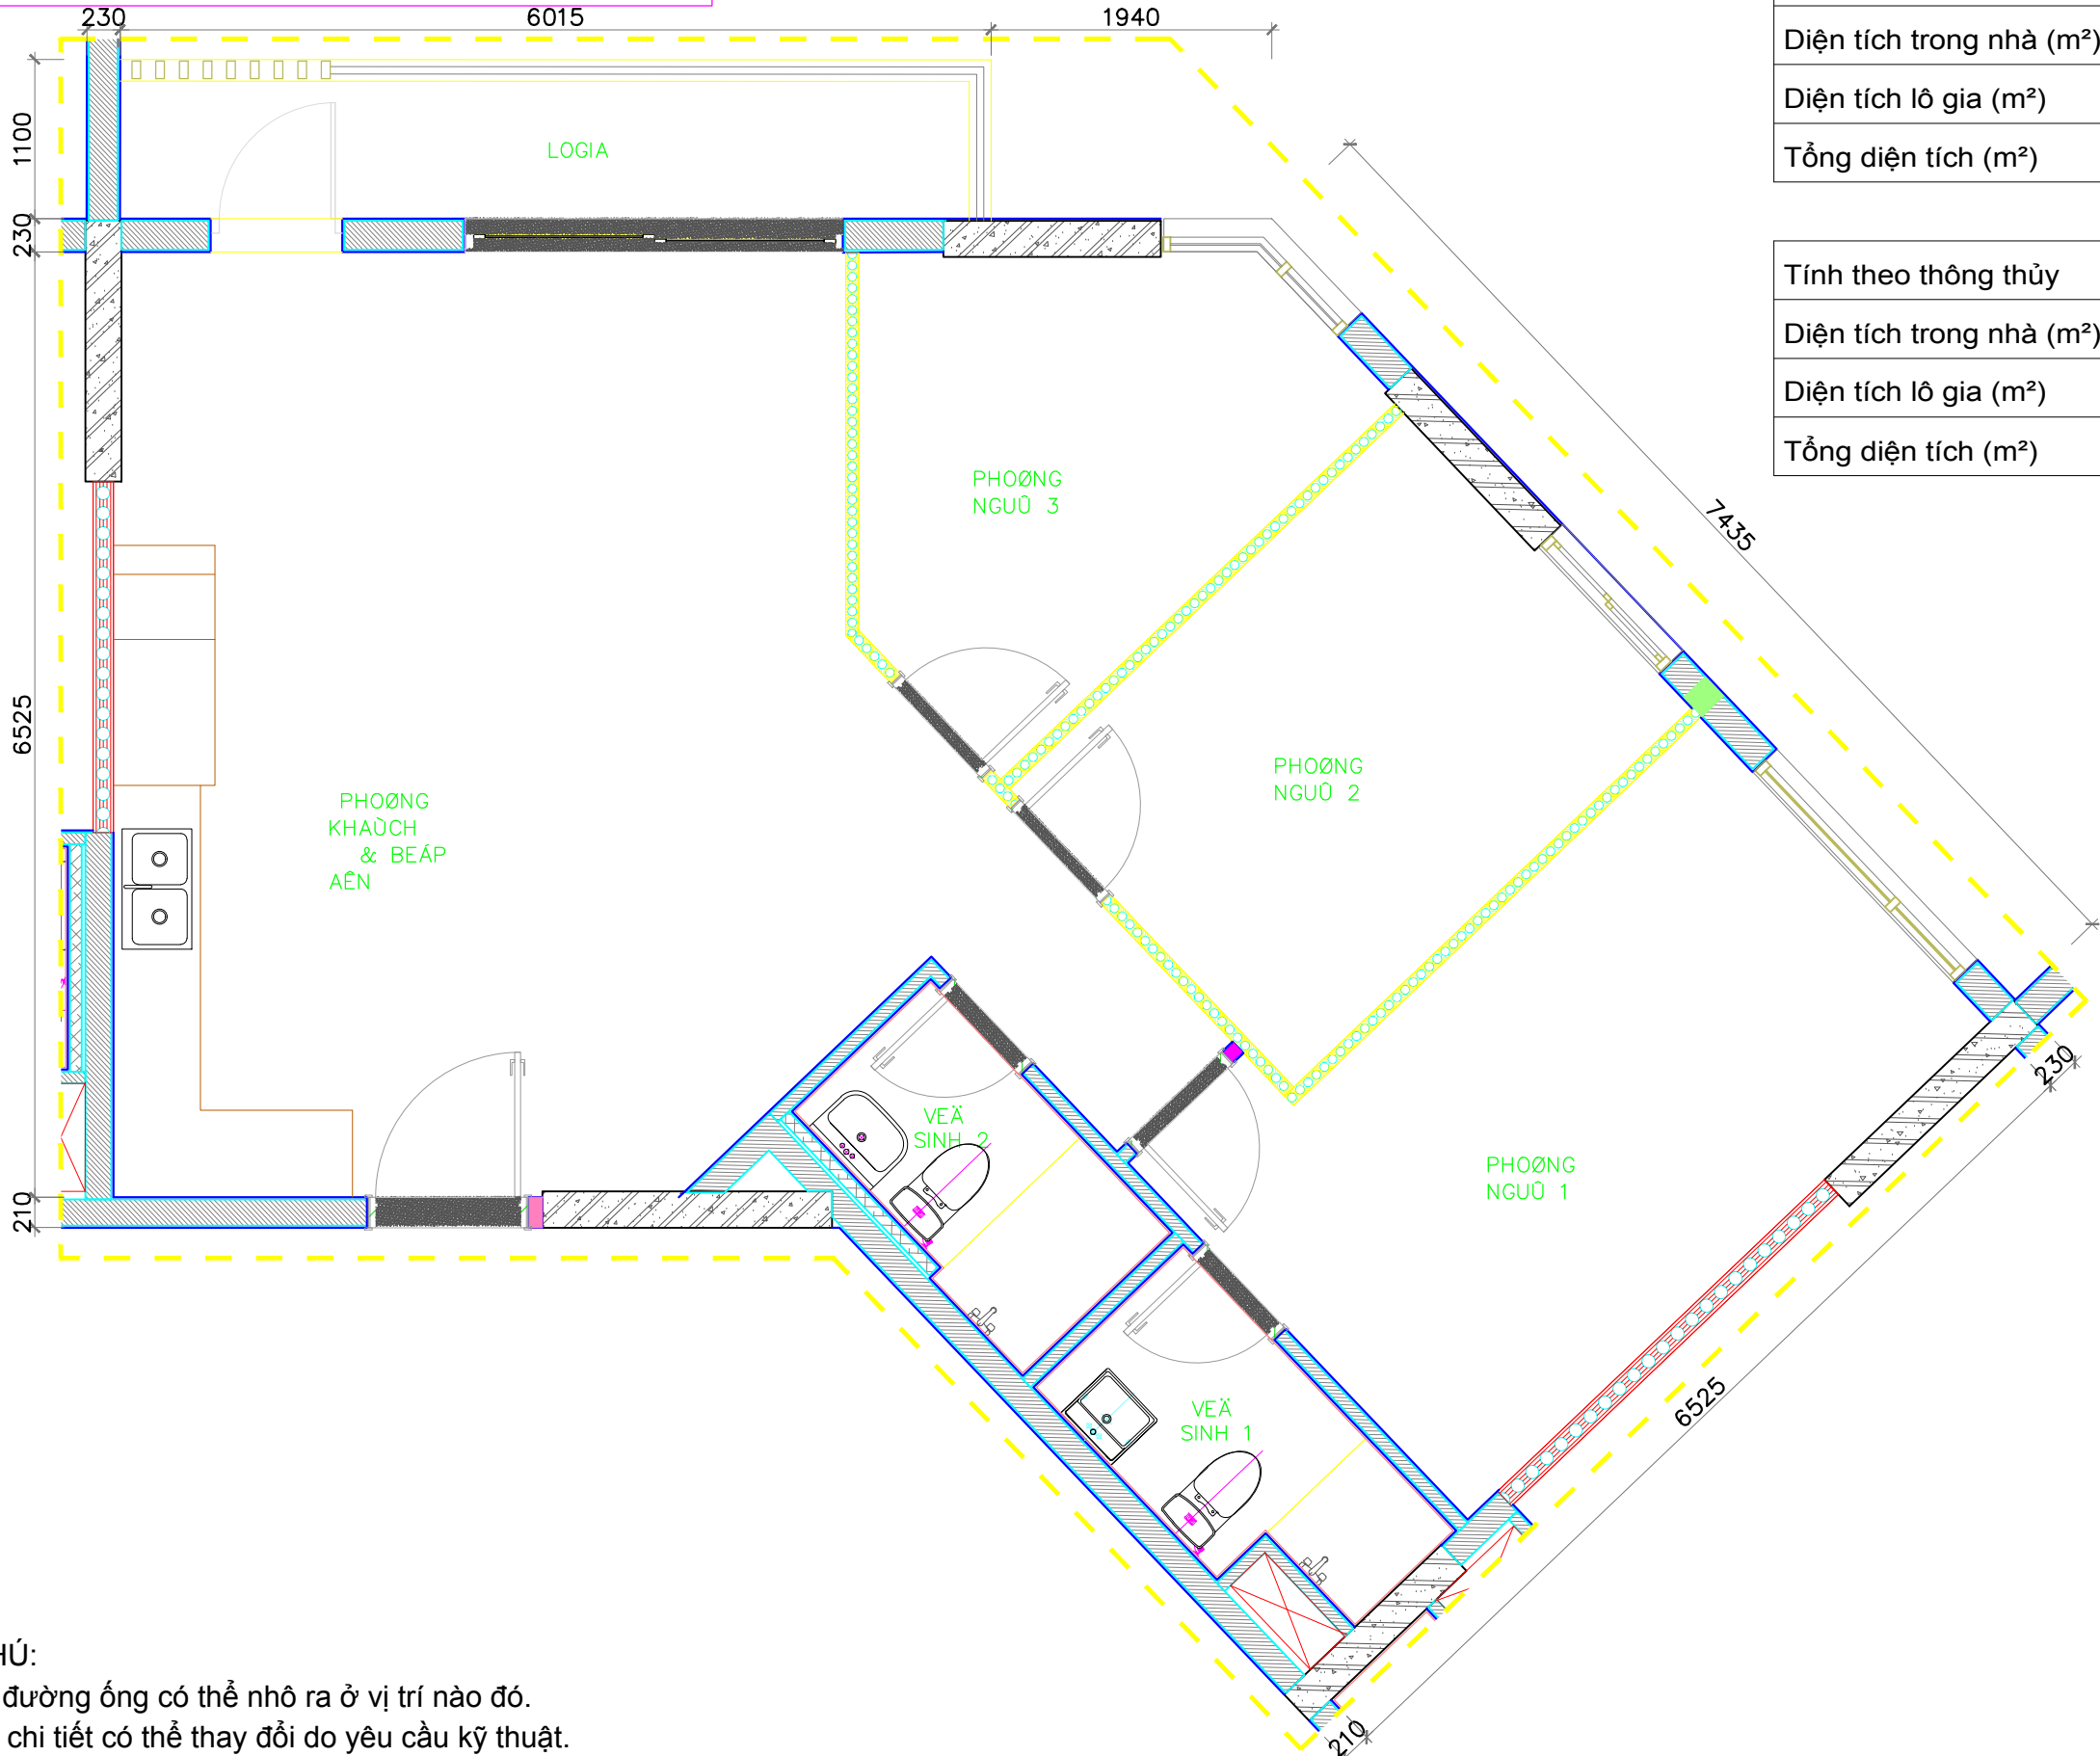 230
6015
1940
Diện tích trong nhà (m²)
Diện tích lô gia (m²)
Tổng diện tích (m²)
1100
LOGIA
230
Tính theo thông thủy
Diện tích trong nhà (m²)
Diện tích lô gia (m²)
Tổng diện tích (m²)
PHOØNG
NGUÛ 3
7435
6525
PHOØNG
NGUÛ 2
PHOØNG
KHAÙCH
& BEÁP
AÊN
230
VEÄ
SINH 2
PHOØNG
NGUÛ 1
210
6525
VEÄ
SINH 1
HÚ:
đường ống có thể nhô ra ở vị trí nào đó.
chi tiết có thể thay đổi do yêu cầu kỹ thuật.
210